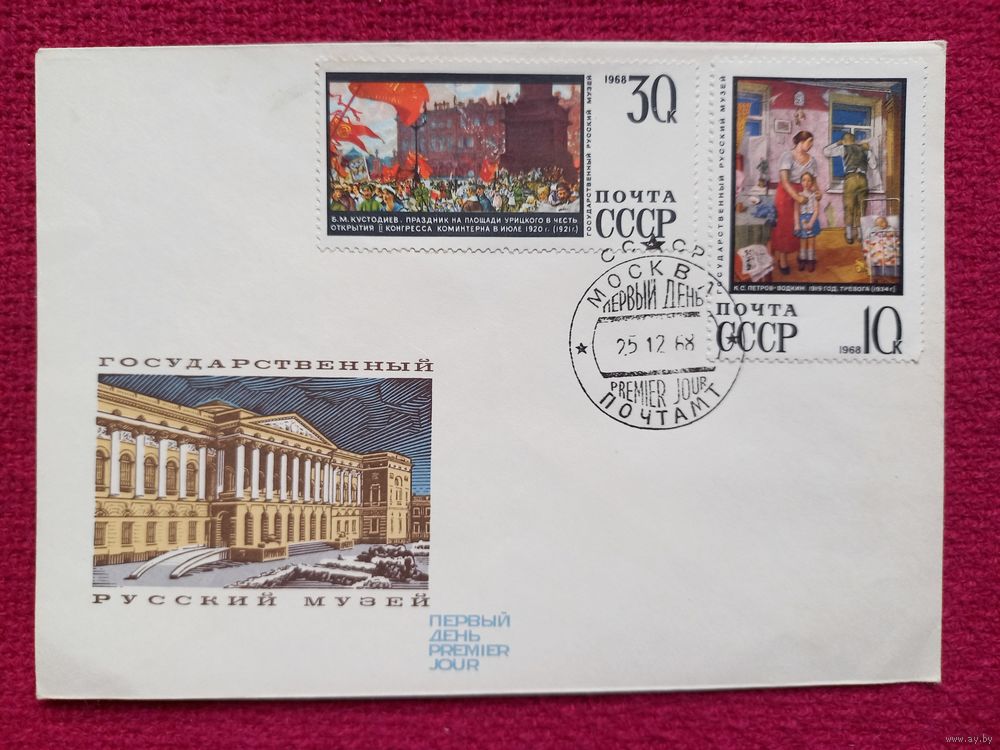 1968
30К
ГОСУДАРСТВЕННЫЙ РУССКИЙ МУЗЕЙ
ПОЧТА
СССР
Б. М. КУСТОДИЕВ. ПРАЗДНИК НА ПЛОЩАДИ УРИЦКОГО В ЧЕСТЬ
ОТКРЫТИЯ II КОНГРЕССА КОМИНТЕРНА В ИЮЛЕ 1920 г. (1921 г.)
ГОСУДАРСТВЕННЫЙ РУССКИЙ МУЗЕЙ
К. С. ПЕТРОВ-ВОДКИН. 1919 ГОД. ТРЕВОГА (1934 г.)
ПОЧТА
СССР
1968
10К
СССР
МОСКВА
ПЕРВЫЙ ДЕНЬ
25 12 68
PREMIER JOUR
ПОЧТАМТ
ГОСУДАРСТВЕННЫЙ
РУССКИЙ МУЗЕЙ
ПЕРВЫЙ
ДЕНЬ
PREMIER
JOUR
www.ay.by